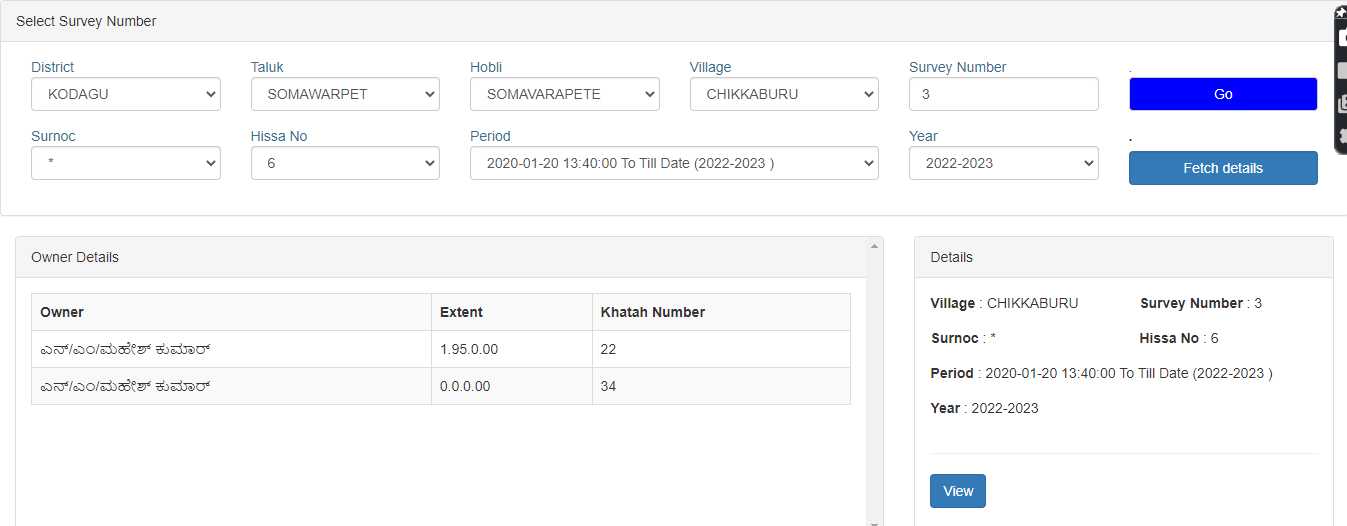 Select Survey Number
District Taluk Hobli Village Survey Number .
KODAGU SOMAWARPET SOMAVARAPETE CHIKKABURU 3 Go
Surnoc Hissa No Period Year .
* 6 2020-01-20 13:40:00 To Till Date (2022-2023 ) 2022-2023 Fetch details
Owner Details
Owner Extent Khatah Number
ಎನ್/ಎಂ/ಮಹೇಶ್ ಕುಮಾರ್ 1.95.0.00 22
ಎನ್/ಎಂ/ಮಹೇಶ್ ಕುಮಾರ್ 0.0.0.00 34
Details
Village : CHIKKABURU Survey Number : 3
Surnoc : * Hissa No : 6
Period : 2020-01-20 13:40:00 To Till Date (2022-2023 )
Year : 2022-2023
View